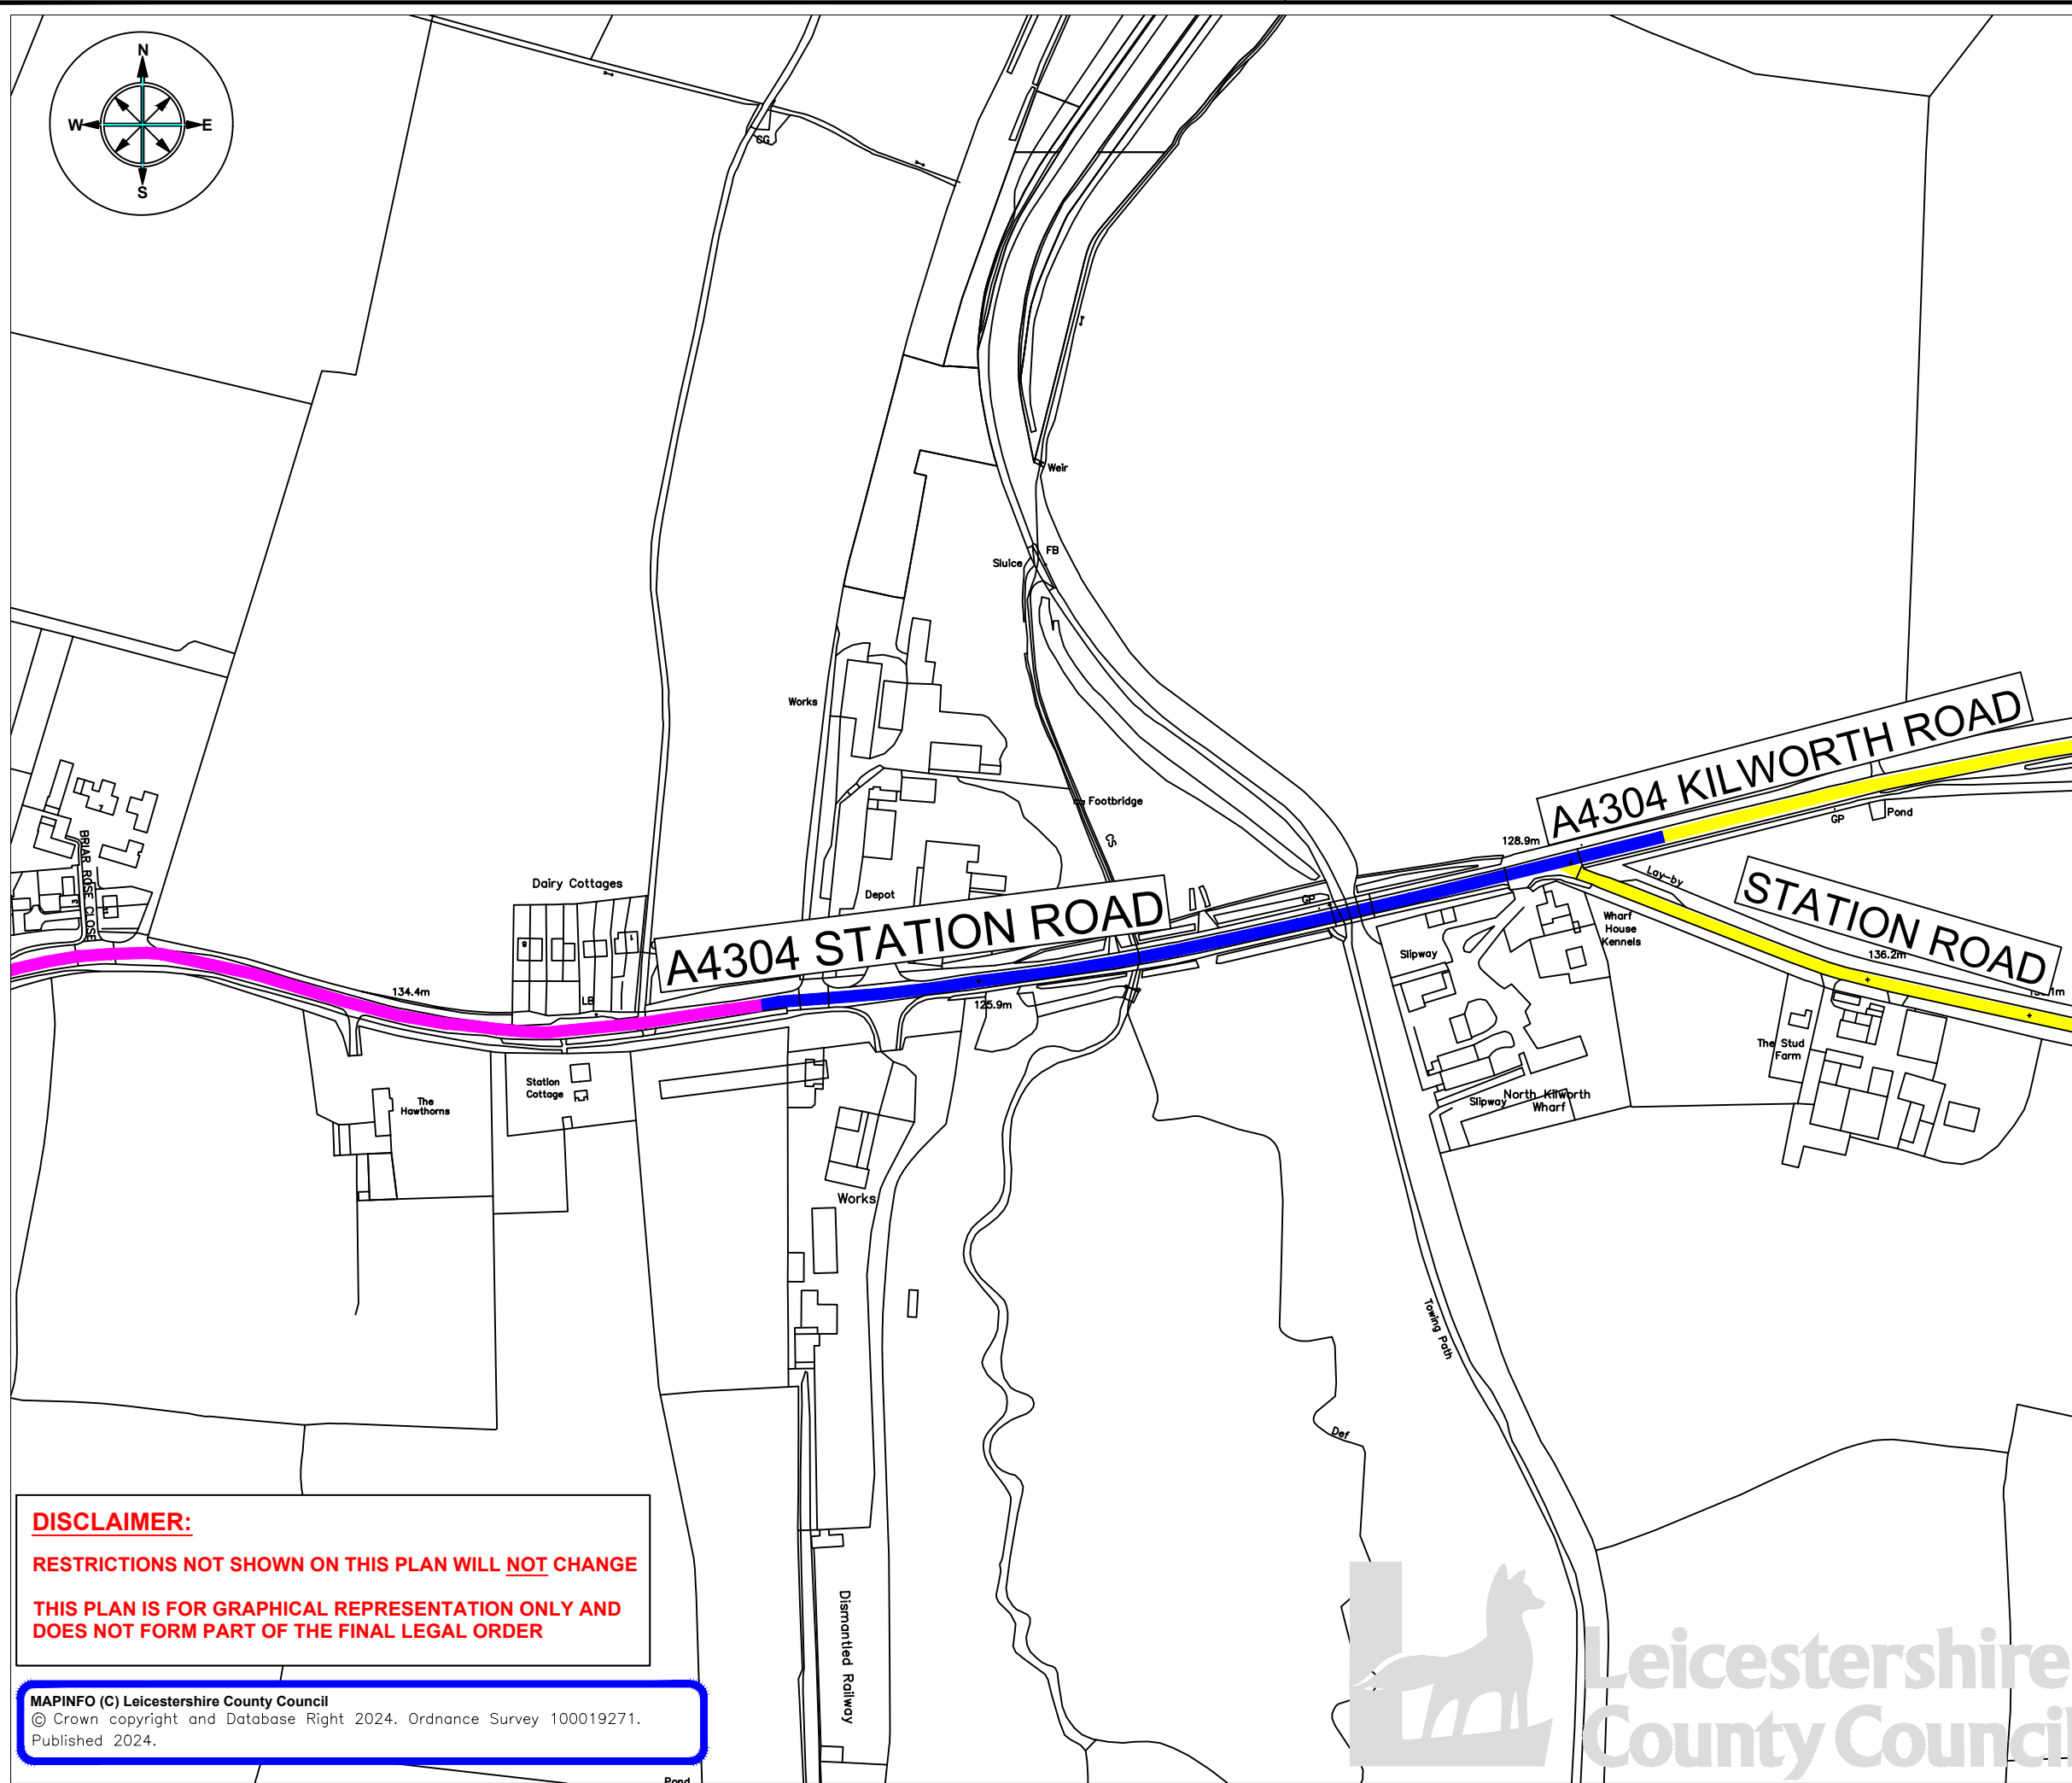 N
W
E
S
CG
Weir
FB
Sluice
Works
Footbridge
CS
A4304 KILWORTH ROAD
128.9m
GP
Pond
Lay-by
STATION ROAD
136.2m
BRIAR ROSE CLOSE
Dairy Cottages
Depot
A4304 STATION ROAD
GP
Slipway
Wharf
House
Kennels
134.4m
LB
125.9m
The Stud
Farm
Station
Cottage
The
Hawthorns
Slipway
North Kilworth
Wharf
Works
Towing Path
Def
DISCLAIMER:
RESTRICTIONS NOT SHOWN ON THIS PLAN WILL NOT CHANGE
THIS PLAN IS FOR GRAPHICAL REPRESENTATION ONLY AND
DOES NOT FORM PART OF THE FINAL LEGAL ORDER
Dismantled Railway
MAPINFO (C) Leicestershire County Council
© Crown copyright and Database Right 2024. Ordnance Survey 100019271.
Published 2024.
Leicestershire
County Council
Pond